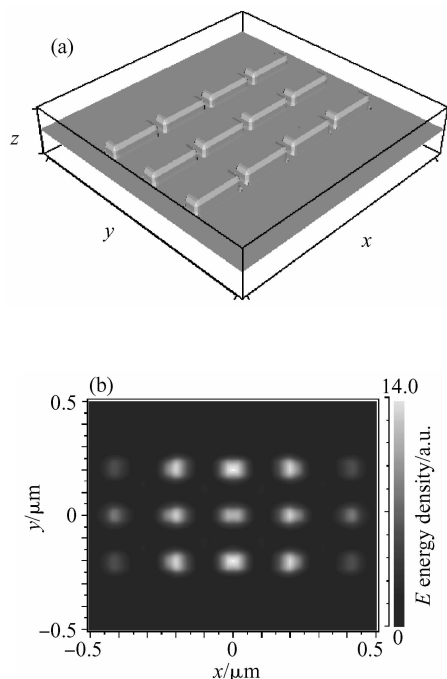 (a)
z
y
x
(b)
14.0
0.5
0
−0.5
y/μm
−0.5
0
0.5
x/μm
0
E energy density/a.u.